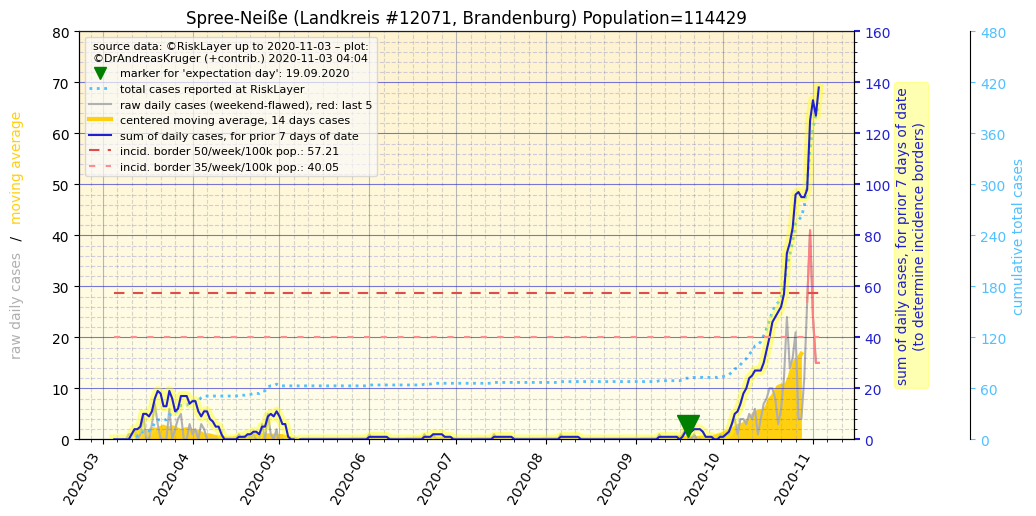 Spree-Neiße (Landkreis #12071, Brandenburg) Population=114429
source data: ©RiskLayer up to 2020-11-03 – plot:
©DrAndreasKruger (+contrib.) 2020-11-03 04:04
marker for 'expectation day': 19.09.2020
total cases reported at RiskLayer
raw daily cases (weekend-flawed), red: last 5
centered moving average, 14 days cases
sum of daily cases, for prior 7 days of date
incid. border 50/week/100k pop.: 57.21
incid. border 35/week/100k pop.: 40.05
raw daily cases / moving average
80
70
60
50
40
30
20
10
0
2020-03
2020-04
2020-05
2020-06
2020-07
2020-08
2020-09
2020-10
2020-11
160
140
120
100
80
60
40
20
0
sum of daily cases, for prior 7 days of date
(to determine incidence borders)
480
420
360
300
240
180
120
60
0
cumulative total cases